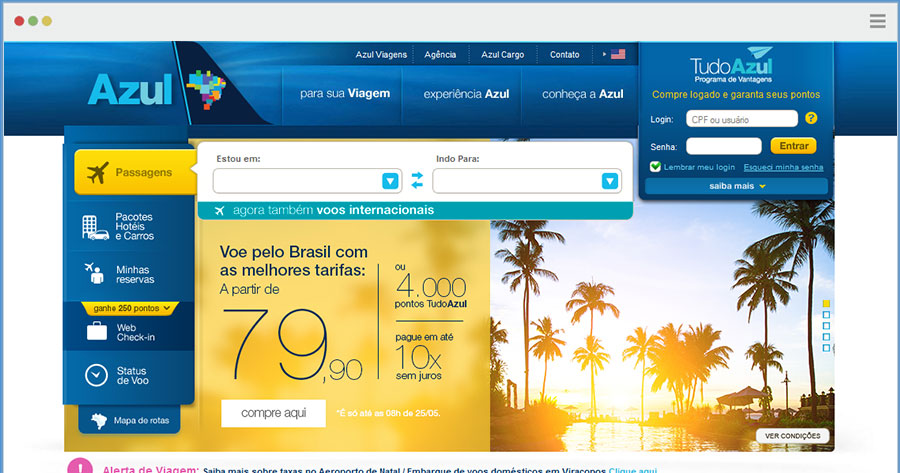 Azul Viagens
Agência
Azul Cargo
Contato
Azul
para sua Viagem
experiência Azul
conheça a Azul
TudoAzul
Programa de Vantagens
Compre logado e garanta seus pontos
Login: CPF ou usuário ?
Senha: Entrar
Lembrar meu login Esqueci minha senha
saiba mais
Passagens
Pacotes
Hotéis
e Carros
Minhas
reservas
ganhe 250 pontos
Web
Check-in
Status
de Voo
Mapa de rotas
Estou em:
Indo Para:
agora também voos internacionais
Voe pelo Brasil com
as melhores tarifas:
A partir de
79,90
ou
4.000
pontos TudoAzul
pague em até
10x
sem juros
compre aqui
*É só até as 08h de 25/05.
VER CONDIÇÕES
! Alerta de Viagem: Saiba mais sobre taxas no Aeroporto de Natal / Embarque de voos domésticos em Viracopos Clique aqui